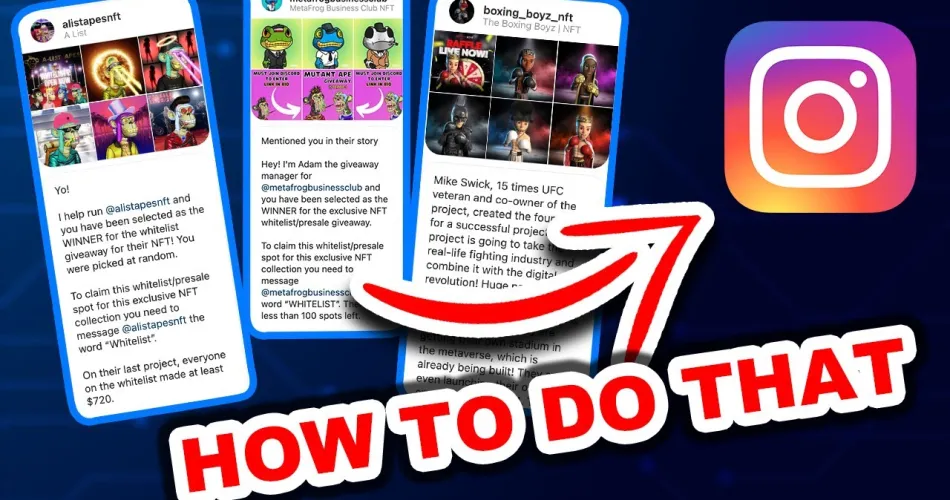 alistapesnft
A List
Yo!
I help run @alistapesnft and
you have been selected as the
WINNER for the whitelist
giveaway for their NFT! You
were picked at random.
To claim this whitelist/presale
spot for this exclusive NFT
collection you need to
message @alistapesnft the
word "Whitelist".
On their last project, everyone
on the whitelist made at least
$720.
metafrogbusinessclub
MetaFrog Business Club NFT
MUST JOIN DISCORD
TO ENTER
LINK IN BIO
MUTANT APE
GIVEAWAY
MUST JOIN DISCORD
TO ENTER
LINK IN BIO
Mentioned you in their story
Hey! I'm Adam the giveaway
manager for
@metafrogbusinessclub and
you have been selected as the
WINNER for the exclusive NFT
whitelist/presale giveaway.
To claim this whitelist/presale
spot for this exclusive NFT
collection you need to
message
@metafrogbusine
word "WHITELIST". The
less than 100 spots left.
boxing_boyz_nft
The Boxing Boyz | NFT
RAFFLE
LIVE NOW!
Mike Swick, 15 times UFC
veteran and co-owner of the
project, created the fou
for a successful projec
project is going to take th
real-life fighting industry and
combine it with the digital
revolution! Huge
own stadium in
the metaverse, which is
already being built! They
even launching their o
HOW TO DO THAT